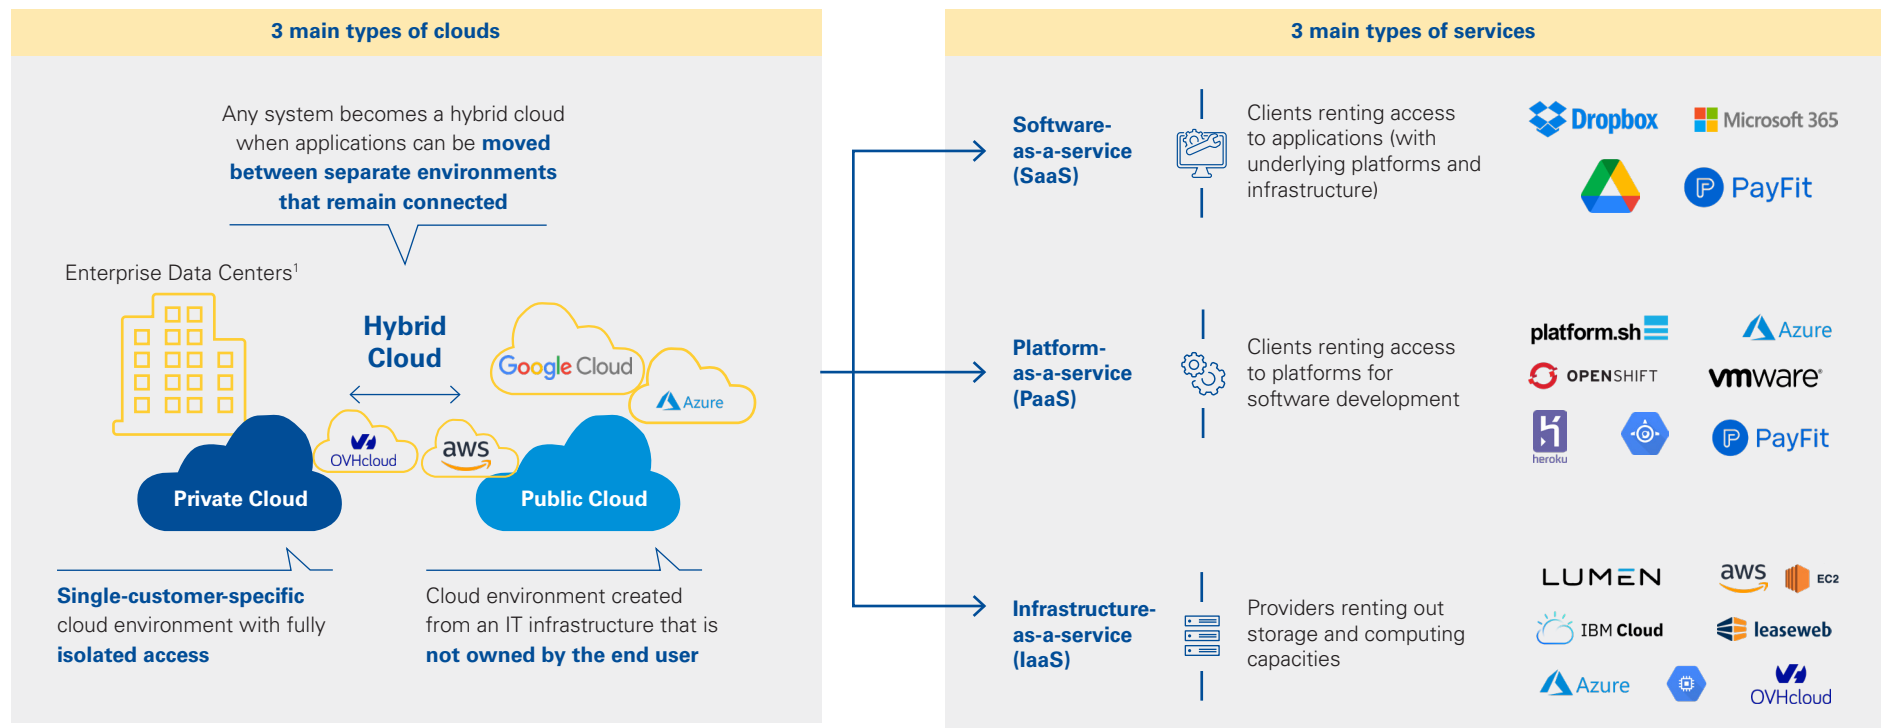 3 main types of clouds
Any system becomes a hybrid cloud
when applications can be moved
between separate environments
that remain connected
Enterprise Data Centers¹
Hybrid
Cloud
Google Cloud
Azure
OVHcloud
aws
Private Cloud
Public Cloud
Single-customer-specific
cloud environment with fully
isolated access
Cloud environment created
from an IT infrastructure that is
not owned by the end user
3 main types of services
Software-
as-a-service
(SaaS)
Clients renting access
to applications (with
underlying platforms and
infrastructure)
Dropbox
Microsoft 365
PayFit
Platform-
as-a-service
(PaaS)
Clients renting access
to platforms for
software development
platform.sh
Azure
OPENSHIFT
vmware®
heroku
PayFit
Infrastructure-
as-a-service
(IaaS)
Providers renting out
storage and computing
capacities
LUMEN
aws
EC2
IBM Cloud
leaseweb
Azure
OVHcloud